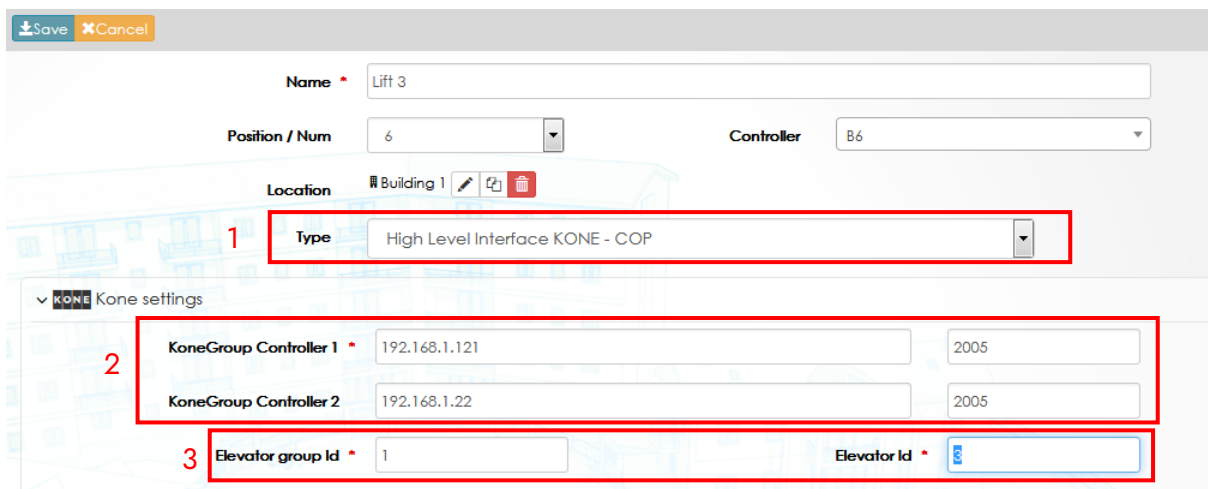 Save Cancel
Name * Lift 3
Position / Num 6 Controller B6
Location Building 1
1 Type High Level Interface KONE - COP
KONE Kone settings
2
KoneGroup Controller 1 * 192.168.1.121 2005
KoneGroup Controller 2 192.168.1.22 2005
3 Elevator group Id * 1 Elevator Id * 3